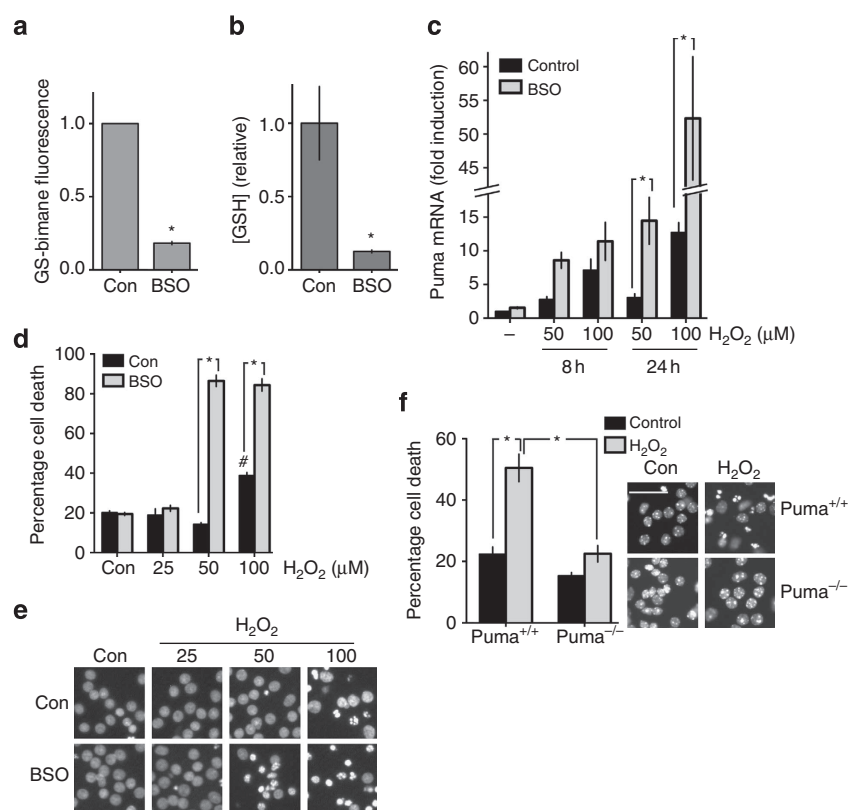 a
GS-bimane fluorescence
1.0
0.5
0.0
*
Con BSO
b
[GSH] (relative)
1.0
0.5
0.0
*
Con BSO
c
Puma mRNA (fold induction)
Control
BSO
60
55
50
45
15
10
5
0
*
*
– 50 100 50 100 H₂O₂ (μM)
8 h 24 h
d
Percentage cell death
Con
BSO
100
80
60
40
20
0
*
*
#
Con 25 50 100 H₂O₂ (μM)
e
H₂O₂
Con 25 50 100
Con
BSO
f
Percentage cell death
Control
H₂O₂
60
40
20
0
*
*
Puma⁺/⁺ Puma⁻/⁻
Con H₂O₂
Puma⁺/⁺
Puma⁻/⁻